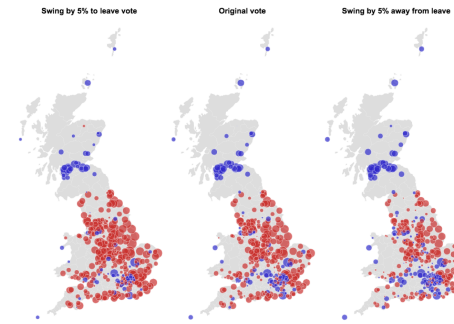 Swing by 5% to leave vote
Original vote
Swing by 5% away from leave